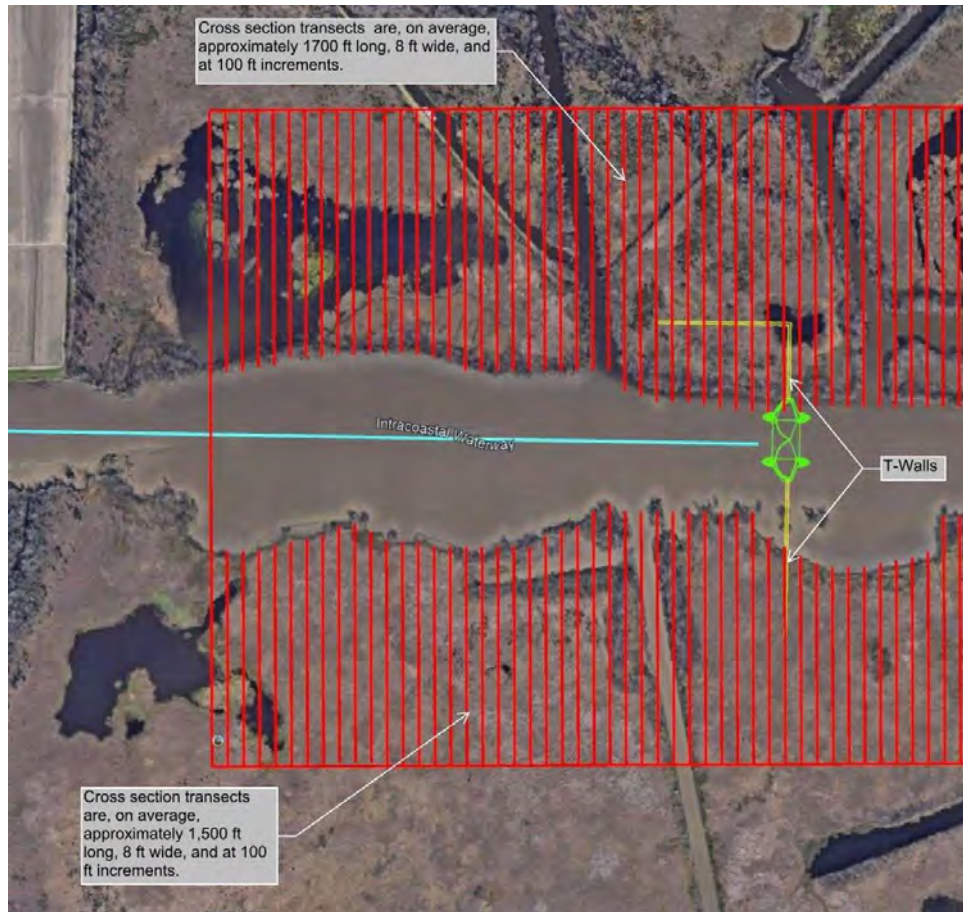 Cross section transects are, on average,
approximately 1700 ft long, 8 ft wide, and
at 100 ft increments.
Intracoastal Waterway
T-Walls
Cross section transects
are, on average,
approximately 1,500 ft
long, 8 ft wide, and at 100
ft increments.